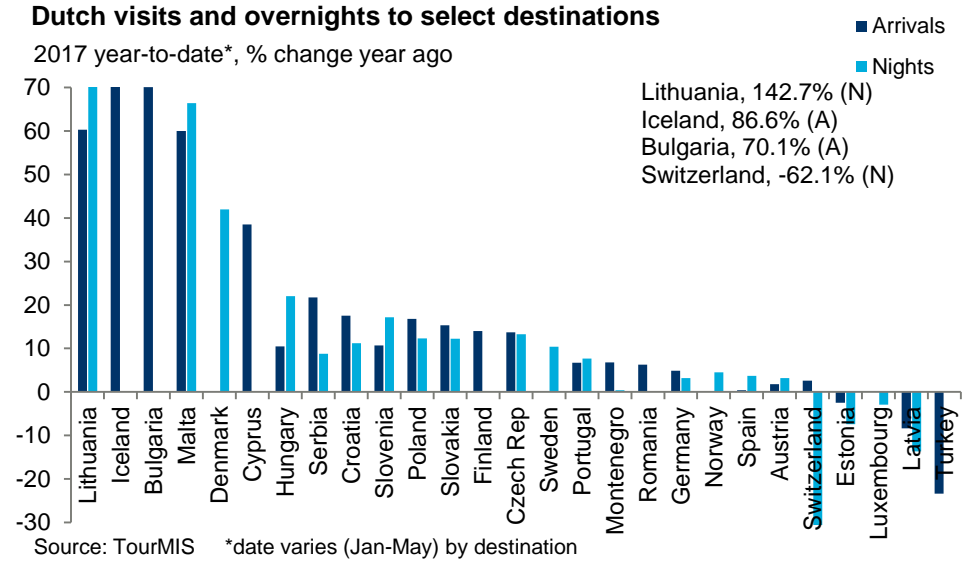 Dutch visits and overnights to select destinations
2017 year-to-date*, % change year ago
Arrivals
Nights
Lithuania, 142.7% (N)
Iceland, 86.6% (A)
Bulgaria, 70.1% (A)
Switzerland, -62.1% (N)
70
60
50
40
30
20
10
0
-10
-20
-30
Lithuania
Iceland
Bulgaria
Malta
Denmark
Cyprus
Hungary
Serbia
Croatia
Slovenia
Poland
Slovakia
Finland
Czech Rep
Sweden
Portugal
Montenegro
Romania
Germany
Norway
Spain
Austria
Switzerland
Estonia
Luxembourg
Latvia
Turkey
Source: TourMIS *date varies (Jan-May) by destination